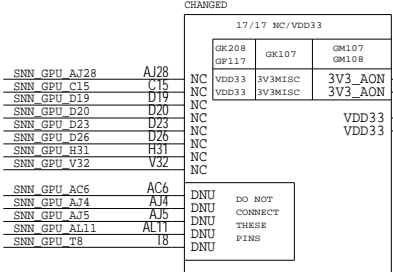 CHANGED
17/17 NC/VDD33
GK208 GF117 GK107 GM107 GM108
SNN_GPU_AJ28 AJ28 NC VDD33 3V3MISC 3V3_AON
SNN_GPU_C15 C15 NC VDD33 3V3MISC 3V3_AON
SNN_GPU_D19 D19 NC
SNN_GPU_D20 D20 NC VDD33
SNN_GPU_D23 D23 NC VDD33
SNN_GPU_D26 D26 NC
SNN_GPU_H31 H31 NC
SNN_GPU_V32 V32 NC
SNN_GPU_AC6 AC6 DNU DO NOT
SNN_GPU_AJ4 AJ4 DNU CONNECT
SNN_GPU_AJ5 AJ5 DNU THESE
SNN_GPU_AL11 AL11 DNU PINS
SNN_GPU_T8 T8 DNU